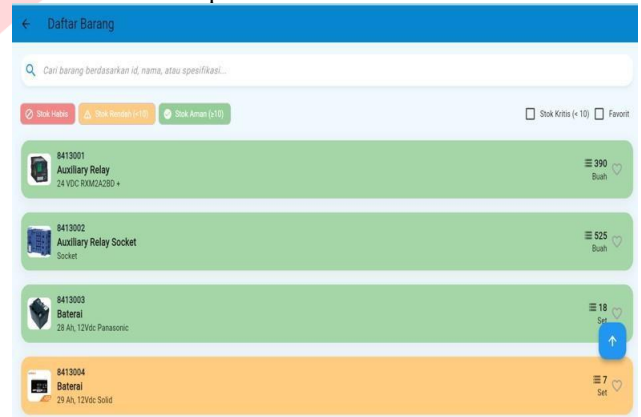 Daftar Barang
Cari barang berdasarkan id, nama, atau spesifikasi...
Stok Habis
Stok Rendah (<10)
Stok Aman (≥10)
Stok Kritis (< 10)
Favorit
8413001
Auxiliary Relay
24 VDC RXM2A2BD +
390
Buah
8413002
Auxiliary Relay Socket
Socket
525
Buah
8413003
Baterai
28 Ah, 12Vdc Panasonic
18
Set
8413004
Baterai
29 Ah, 12Vdc Solid
7
Set